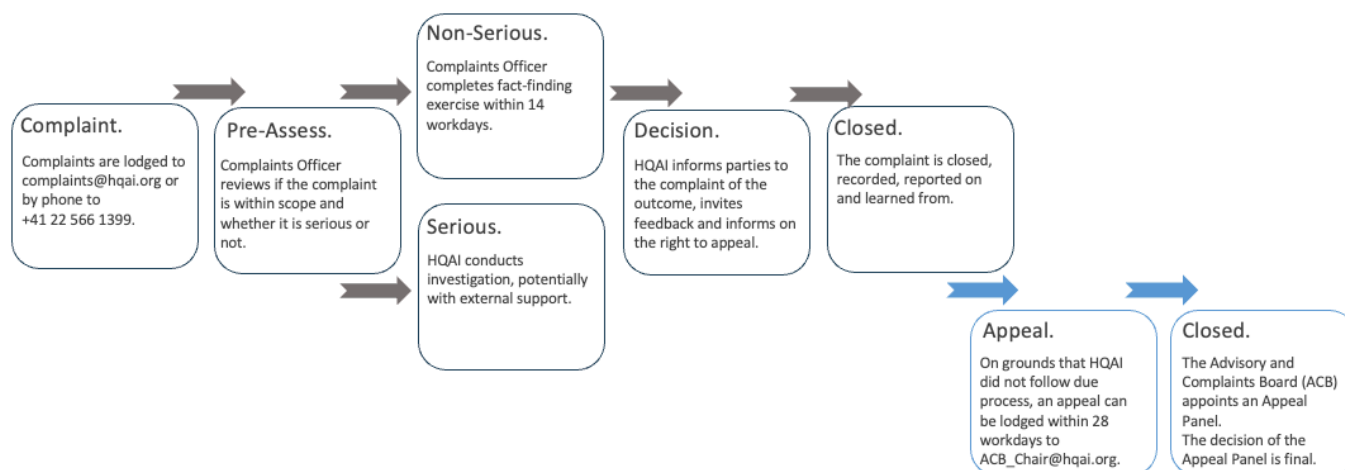 Complaint.
Complaints are lodged to
complaints@hqai.org or
by phone to
+41 22 566 1399.
Pre-Assess.
Complaints Officer
reviews if the complaint
is within scope and
whether it is serious or
not.
Non-Serious.
Complaints Officer
completes fact-finding
exercise within 14
workdays.
Serious.
HQAI conducts
investigation, potentially
with external support.
Decision.
HQAI informs parties to
the complaint of the
outcome, invites
feedback and informs on
the right to appeal.
Closed.
The complaint is closed,
recorded, reported on
and learned from.
Appeal.
On grounds that HQAI
did not follow due
process, an appeal can
be lodged within 28
workdays to
ACB_Chair@hqai.org.
Closed.
The Advisory and
Complaints Board (ACB)
appoints an Appeal
Panel.
The decision of the
Appeal Panel is final.